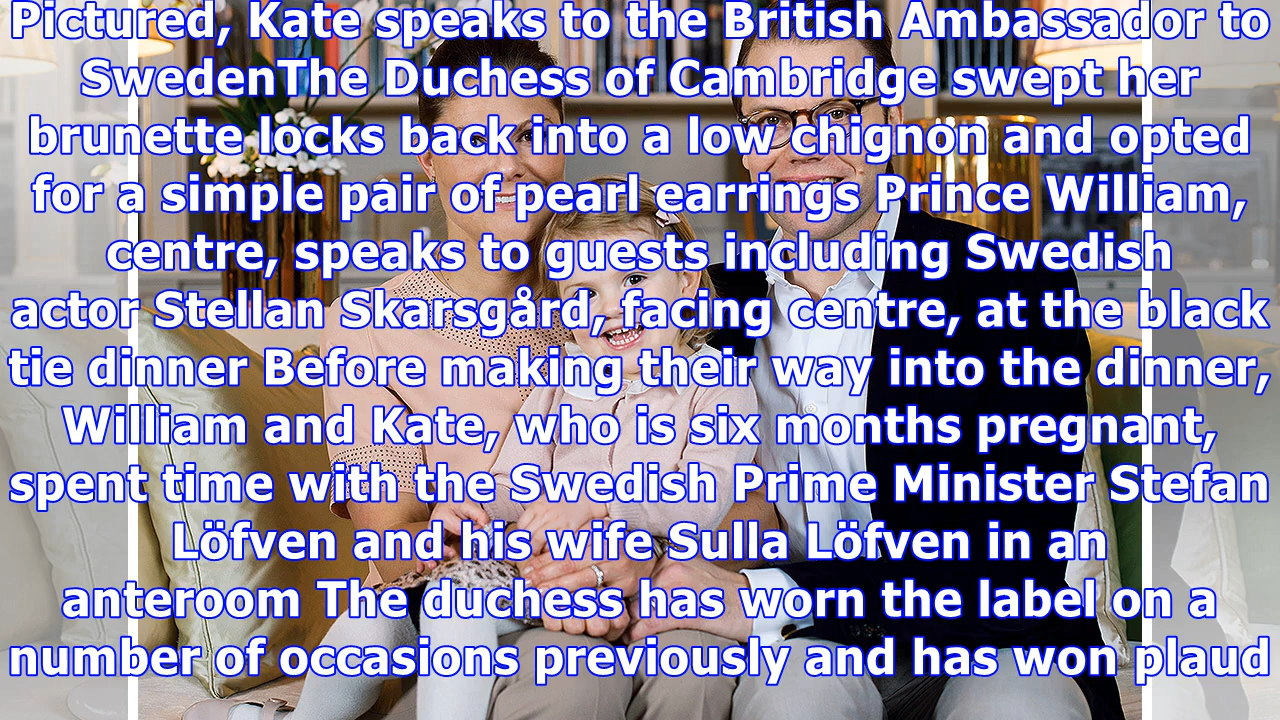 Pictured, Kate speaks to the British Ambassador to
SwedenThe Duchess of Cambridge swept her
brunette locks back into a low chignon and opted
for a simple pair of pearl earrings Prince William,
centre, speaks to guests including Swedish
actor Stellan Skarsgård, facing centre, at the black
tie dinner Before making their way into the dinner,
William and Kate, who is six months pregnant,
spent time with the Swedish Prime Minister Stefan
Löfven and his wife Sulla Löfven in an
anteroom The duchess has worn the label on a
number of occasions previously and has won plaud